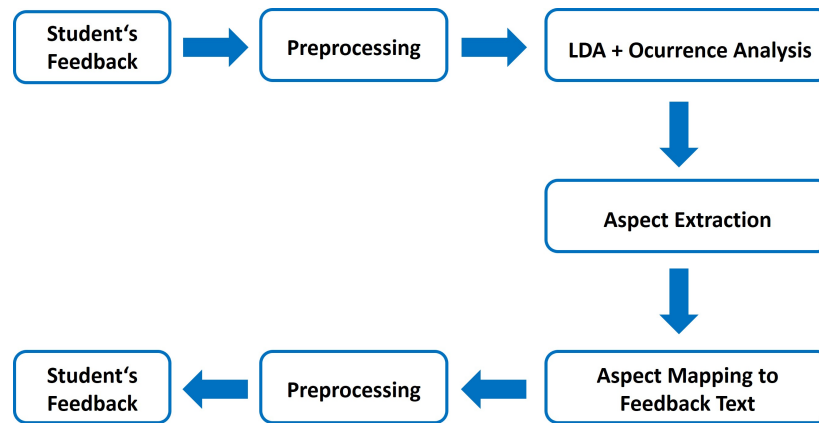 Student‘s
Feedback
Preprocessing
LDA + Ocurrence Analysis
Aspect Extraction
Student‘s
Feedback
Preprocessing
Aspect Mapping to
Feedback Text